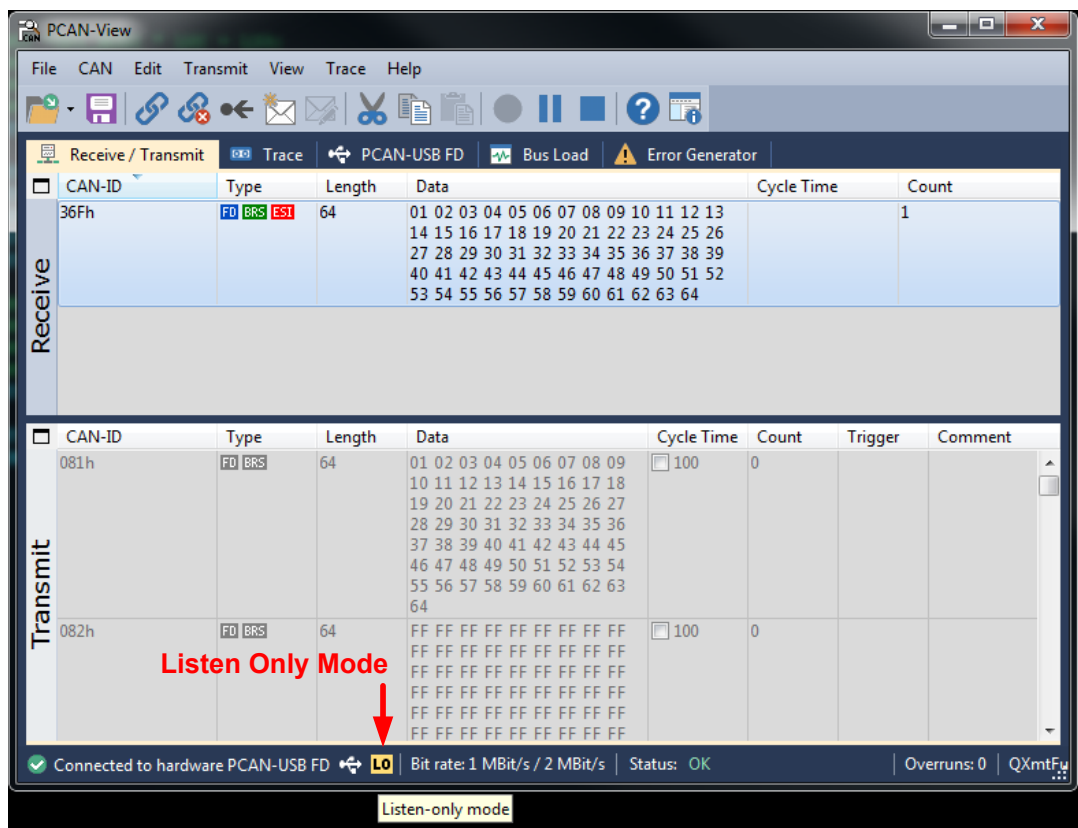 PCAN-View
File CAN Edit Transmit View Trace Help
Receive / Transmit Trace PCAN-USB FD Bus Load Error Generator
CAN-ID Type Length Data Cycle Time Count
Receive
36Fh FD BRS ESI 64 01 02 03 04 05 06 07 08 09 10 11 12 13 1
14 15 16 17 18 19 20 21 22 23 24 25 26
27 28 29 30 31 32 33 34 35 36 37 38 39
40 41 42 43 44 45 46 47 48 49 50 51 52
53 54 55 56 57 58 59 60 61 62 63 64
CAN-ID Type Length Data Cycle Time Count Trigger Comment
Transmit
081h FD BRS 64 01 02 03 04 05 06 07 08 09 100 0
10 11 12 13 14 15 16 17 18
19 20 21 22 23 24 25 26 27
28 29 30 31 32 33 34 35 36
37 38 39 40 41 42 43 44 45
46 47 48 49 50 51 52 53 54
55 56 57 58 59 60 61 62 63
64
082h FD BRS 64 FF FF FF FF FF FF FF FF FF 100 0
FF FF FF FF FF FF FF FF FF
Listen Only Mode
FF FF FF FF FF FF FF FF FF
FF FF FF FF FF FF FF FF FF
FF FF FF FF FF FF FF FF FF
FF FF FF FF FF FF FF FF FF
Connected to hardware PCAN-USB FD LO Bit rate: 1 MBit/s / 2 MBit/s Status: OK Overruns: 0 QXmtFu
Listen-only mode